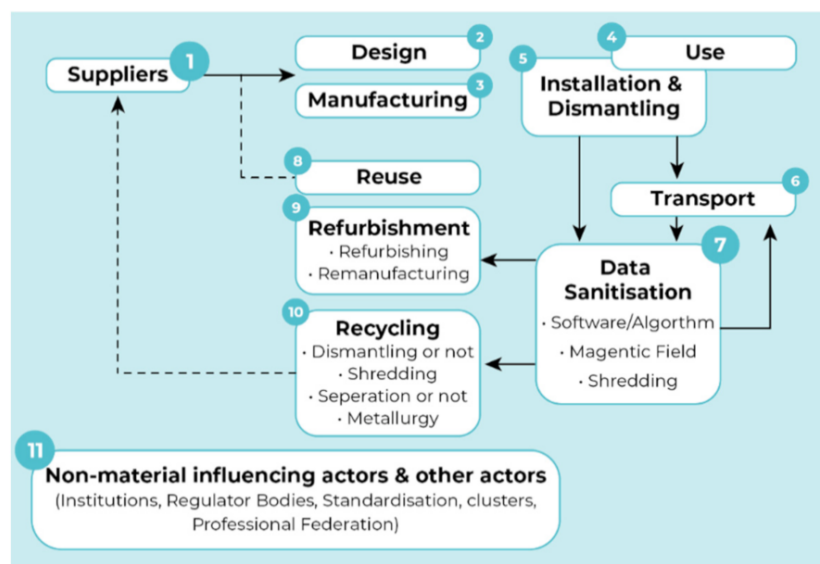 1
Suppliers
2
Design
3
Manufacturing
4
Use
5
Installation &
Dismantling
6
Transport
7
Data
Sanitisation
· Software/Algorthm
· Magentic Field
· Shredding
8
Reuse
9
Refurbishment
· Refurbishing
· Remanufacturing
10
Recycling
· Dismantling or not
· Shredding
· Seperation or not
· Metallurgy
11
Non-material influencing actors & other actors
(Institutions, Regulator Bodies, Standardisation, clusters,
Professional Federation)